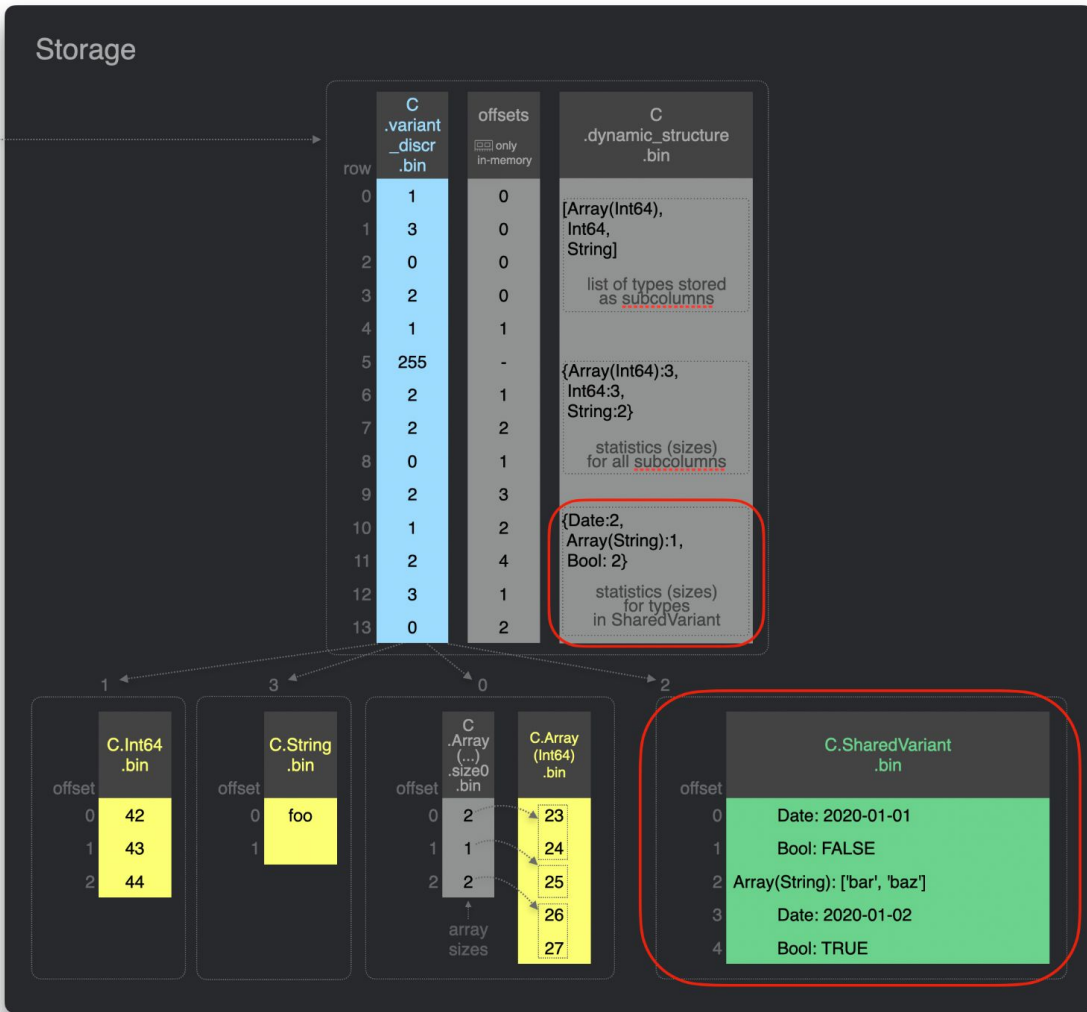 Storage
C
.variant
_discr
.bin
offsets
only
in-memory
C
.dynamic_structure
.bin
row
0 1 0
1 3 0
2 0 0
3 2 0
4 1 1
5 255 -
6 2 1
7 2 2
8 0 1
9 2 3
10 1 2
11 2 4
12 3 1
13 0 2
[Array(Int64),
Int64,
String]
list of types stored
as subcolumns
{Array(Int64):3,
Int64:3,
String:2}
statistics (sizes)
for all subcolumns
{Date:2,
Array(String):1,
Bool: 2}
statistics (sizes)
for types
in SharedVariant
1 3 0 2
C.Int64
.bin
offset
0 42
1 43
2 44
C.String
.bin
offset
0 foo
1
C
.Array
(...)
.size0
.bin
C.Array
(Int64)
.bin
offset
0 2 23
1 1 24
2 2 25
26
27
array
sizes
C.SharedVariant
.bin
offset
0 Date: 2020-01-01
1 Bool: FALSE
2 Array(String): ['bar', 'baz']
3 Date: 2020-01-02
4 Bool: TRUE